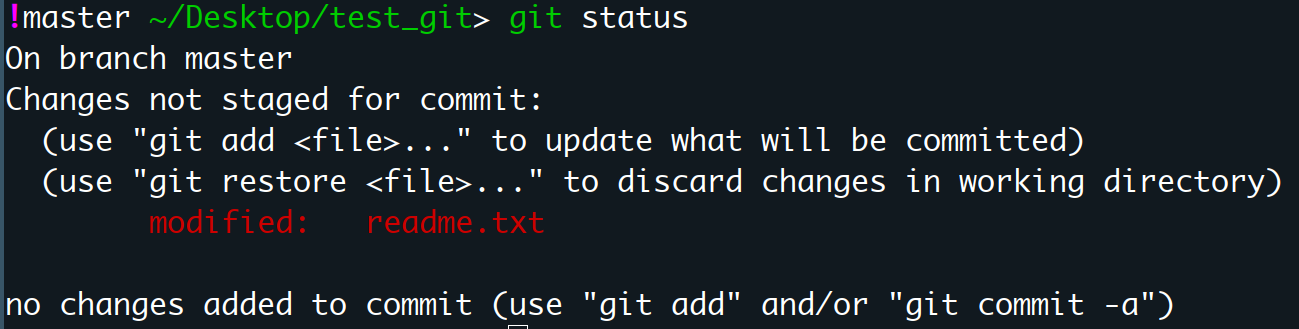 !master ~/Desktop/test_git> git status
On branch master
Changes not staged for commit:
  (use "git add <file>..." to update what will be committed)
  (use "git restore <file>..." to discard changes in working directory)
        modified:   readme.txt

no changes added to commit (use "git add" and/or "git commit -a")